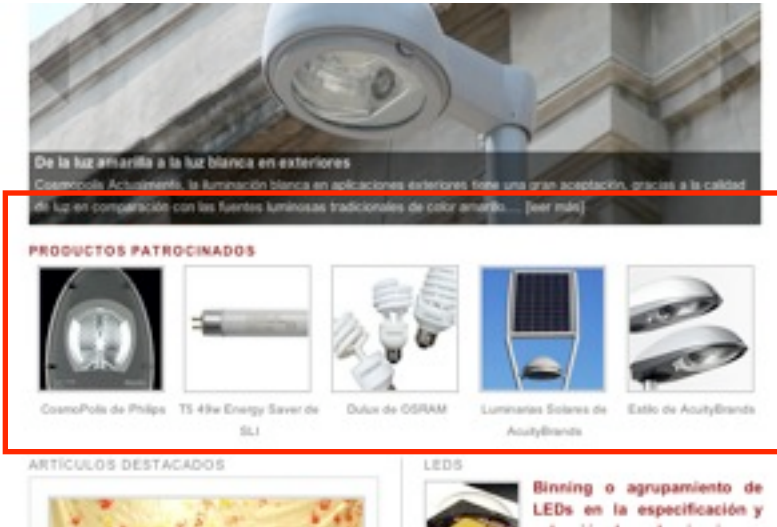 De la luz amarilla a la luz blanca en exteriores
Cosmopolis Actualmente, la iluminación blanca en aplicaciones exteriores tiene una gran aceptación, gracias a la calidad
de luz en comparación con las fuentes luminosas tradicionales de color amarillo.... [leer más]
PRODUCTOS PATROCINADOS
CosmoPolis de Philips
T5 49w Energy Saver de
SLI
Dulux de OSRAM
Luminarias Solares de
AcuityBrands
Estilo de AcuityBrands
ARTÍCULOS DESTACADOS
LEDS
Binning o agrupamiento de
LEDs en la especificación y